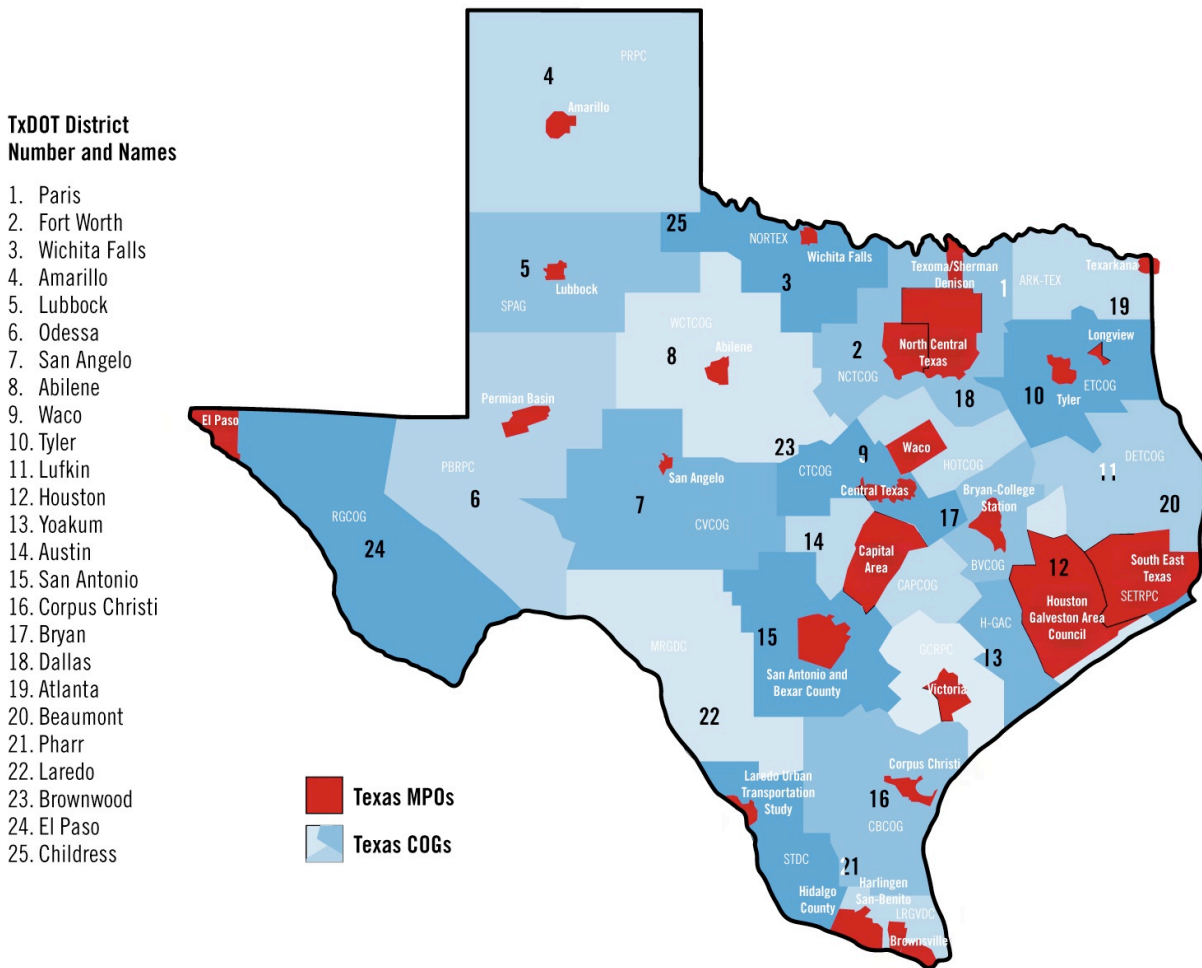 TxDOT District
Number and Names
1. Paris
2. Fort Worth
3. Wichita Falls
4. Amarillo
5. Lubbock
6. Odessa
7. San Angelo
8. Abilene
9. Waco
10. Tyler
11. Lufkin
12. Houston
13. Yoakum
14. Austin
15. San Antonio
16. Corpus Christi
17. Bryan
18. Dallas
19. Atlanta
20. Beaumont
21. Pharr
22. Laredo
23. Brownwood
24. El Paso
25. Childress
PRPC
4
Amarillo
25
NORTEX
Wichita Falls
5
Lubbock
3
SPAG
Texoma/Sherman
Denison
1
ARK-TEX
Texarkana
19
WCTCOG
8
Abilene
2
North Central
Texas
NCTCOG
Longview
10
ETCOG
Tyler
18
Permian Basin
El Paso
23
9
Waco
CTCOG
HOTCOG
DETCOG
11
PBRPC
6
San Angelo
7
CVCOG
Central Texas
Bryan-College
Station
17
20
RGCOG
24
14
Capital
Area
BVCOG
12
South East
Texas
CAPCOG
SETRPC
Houston
Galveston Area
Council
H-GAC
15
MRGDC
San Antonio and
Bexar County
GCRPC
13
Victoria
22
Laredo Urban
Transportation
Study
Corpus Christi
16
CBCOG
STDC
21
Hidalgo
County
Harlingen
San-Benito
LRGVDC
Brownsville
Texas MPOs
Texas COGs